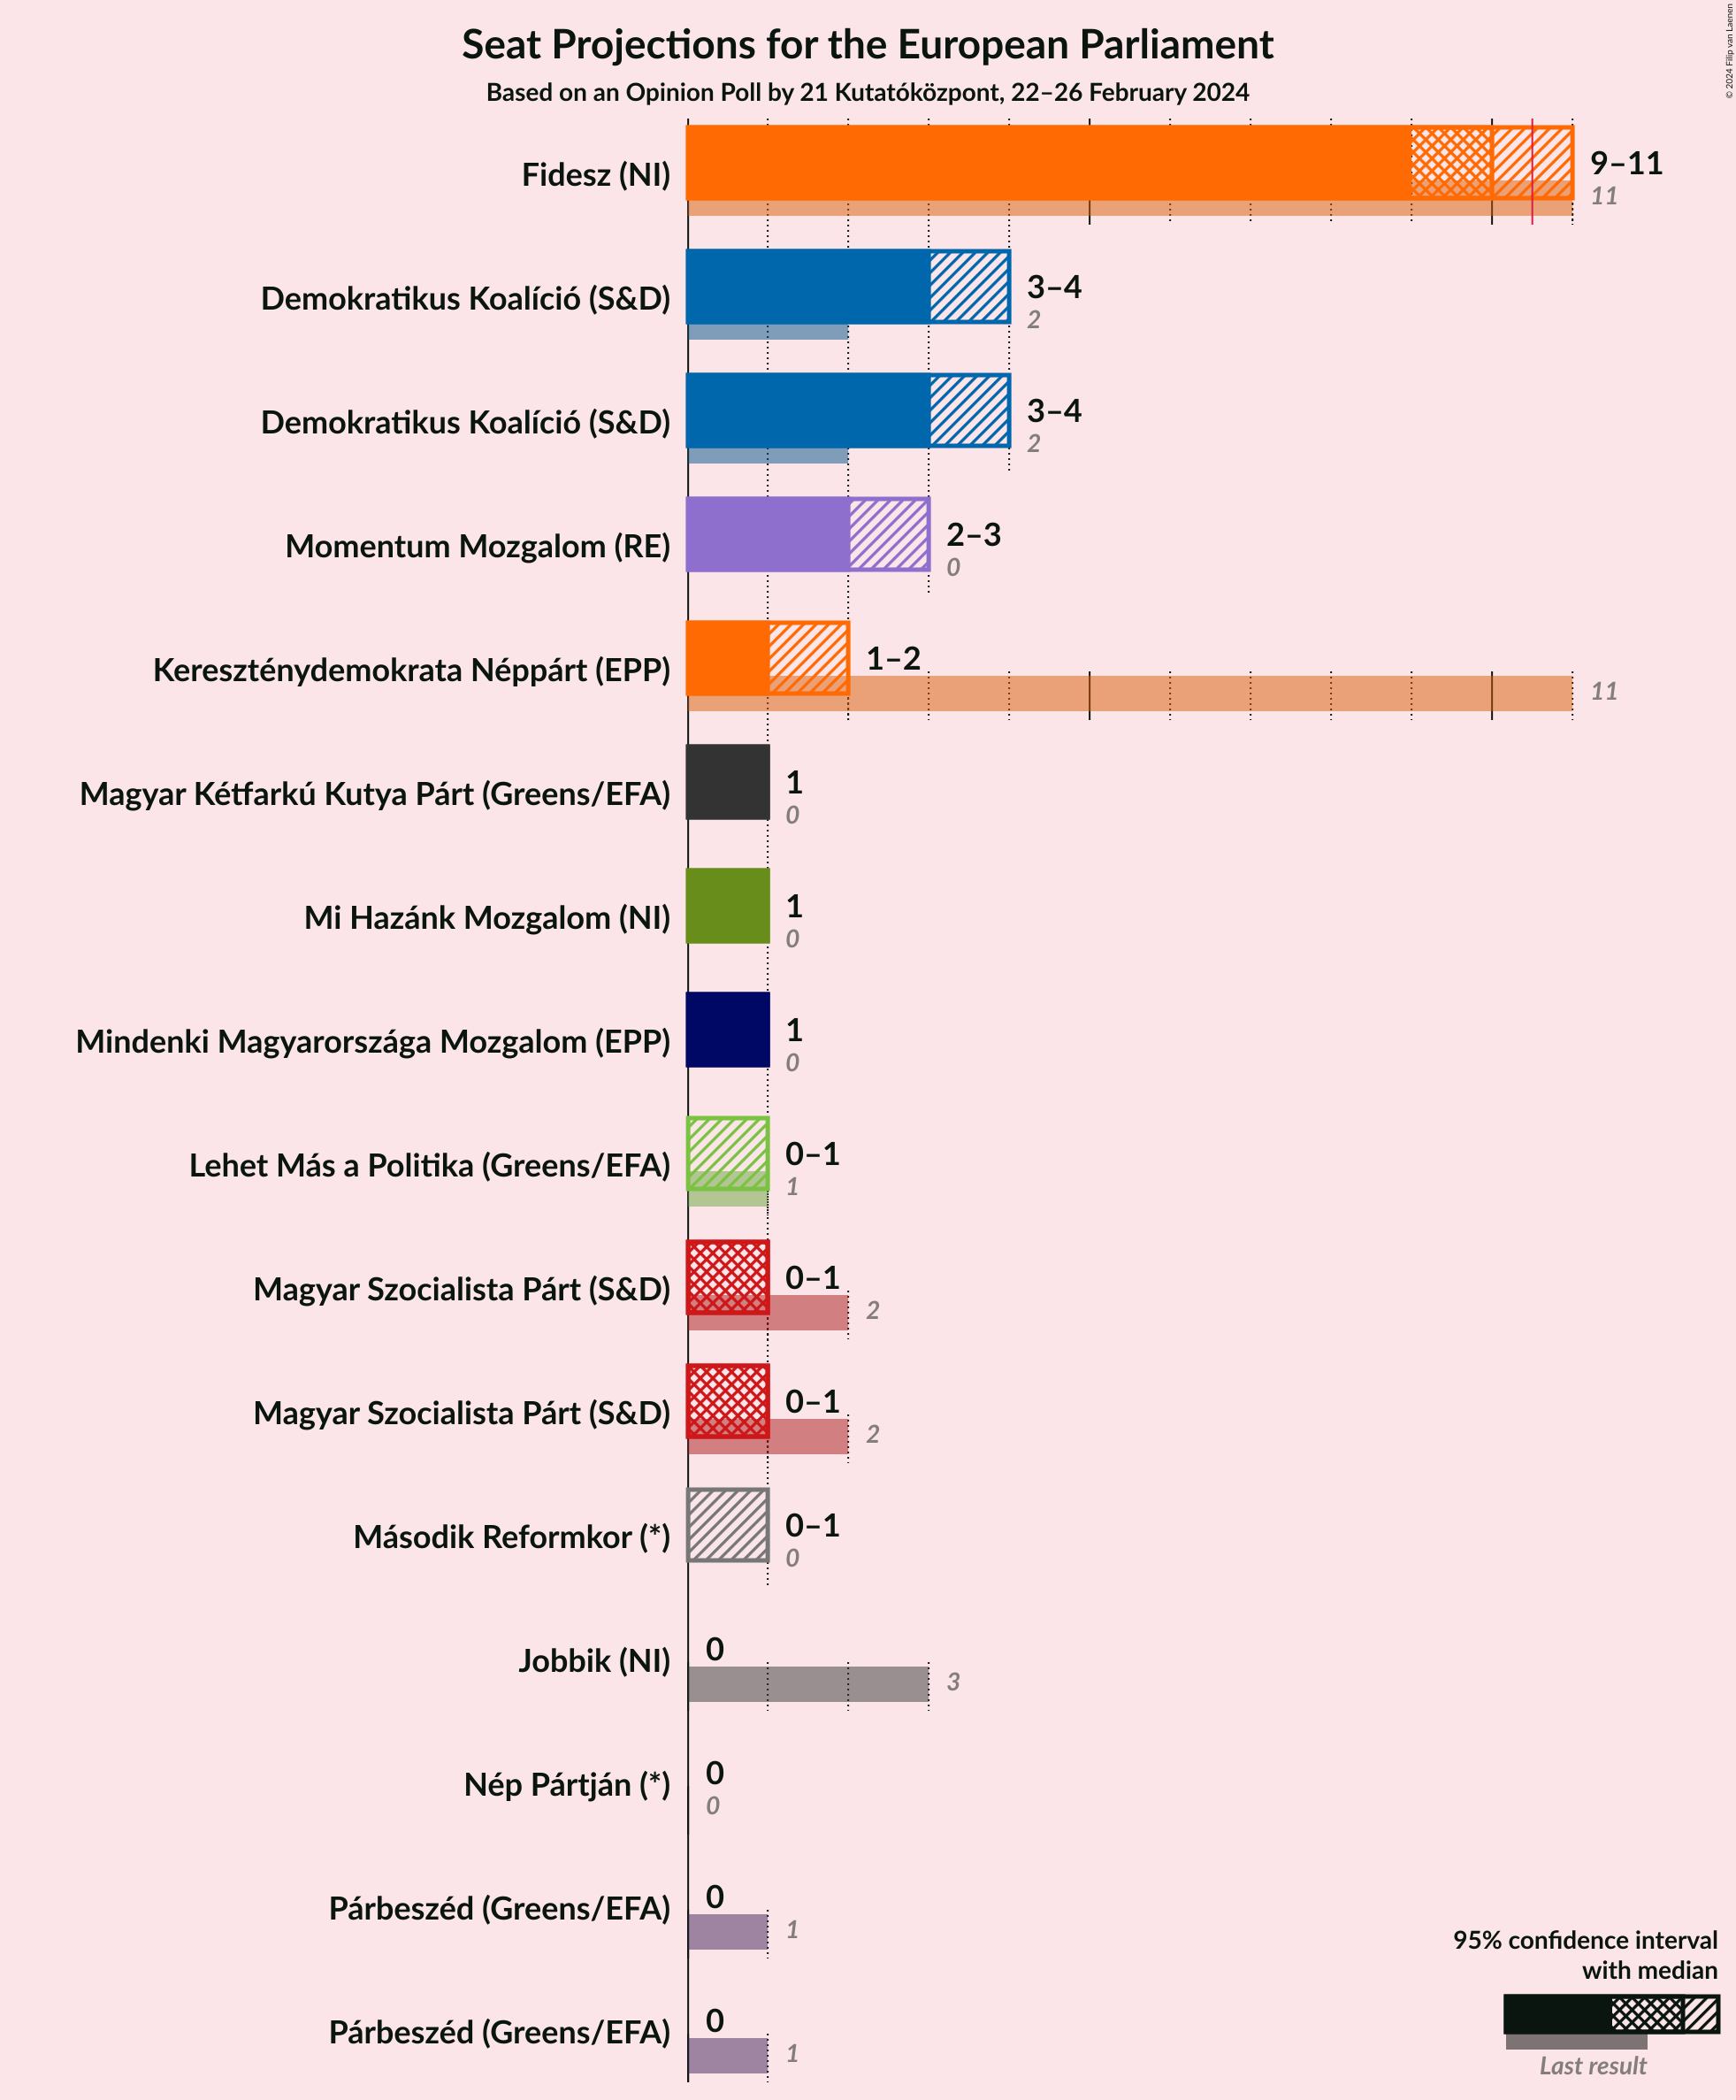 Seat Projections for the European Parliament
Based on an Opinion Poll by 21 Kutatóközpont, 22–26 February 2024
© 2024 Filip van Laenen
Fidesz (NI)
9–11
11
Demokratikus Koalíció (S&D)
3–4
2
Demokratikus Koalíció (S&D)
3–4
2
Momentum Mozgalom (RE)
2–3
0
Kereszténydemokrata Néppárt (EPP)
1–2
11
Magyar Kétfarkú Kutya Párt (Greens/EFA)
1
0
Mi Hazánk Mozgalom (NI)
1
0
Mindenki Magyarországa Mozgalom (EPP)
1
0
Lehet Más a Politika (Greens/EFA)
0–1
1
Magyar Szocialista Párt (S&D)
0–1
2
Magyar Szocialista Párt (S&D)
0–1
2
Második Reformkor (*)
0–1
0
Jobbik (NI)
0
3
Nép Pártján (*)
0
0
Párbeszéd (Greens/EFA)
0
1
Párbeszéd (Greens/EFA)
0
1
95% confidence interval
with median
Last result